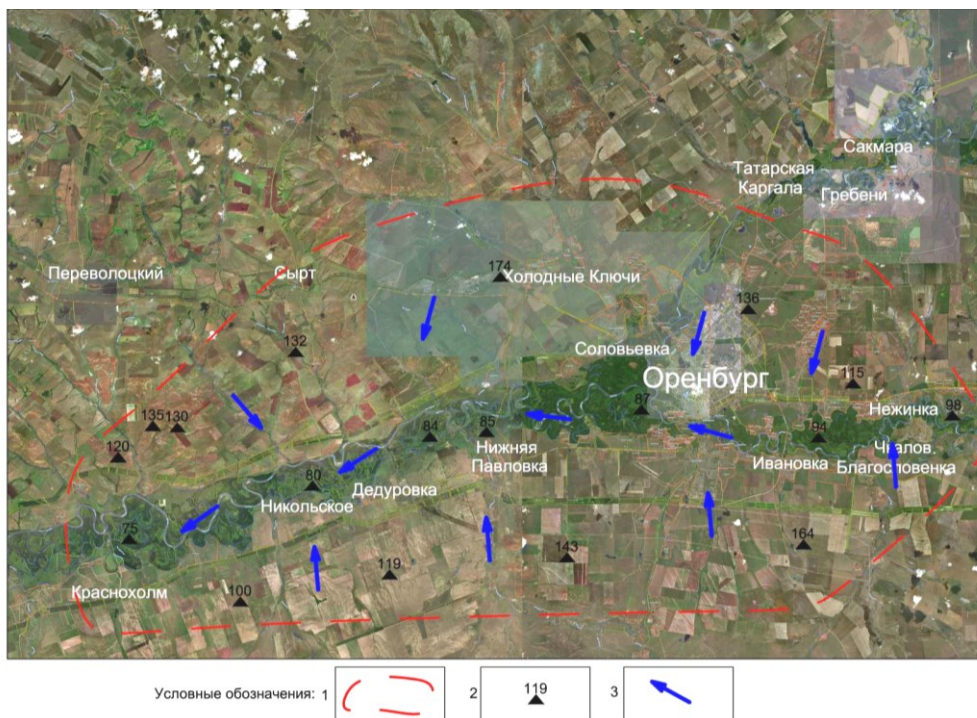 Сакмара
Татарская
Каргала
Гребени
Переволоцкий
Сырт
174
Холодные Ключи
136
132
Соловьевка
Оренбург
115
87
Нежинка
98
135
130
85
84
94
120
Нижняя
Павловка
Ивановка
Чкалов.
Благословенка
80
Никольское
Дедуровка
75
143
164
119
Краснохолм
100
Условные обозначения: 1
2
119
3